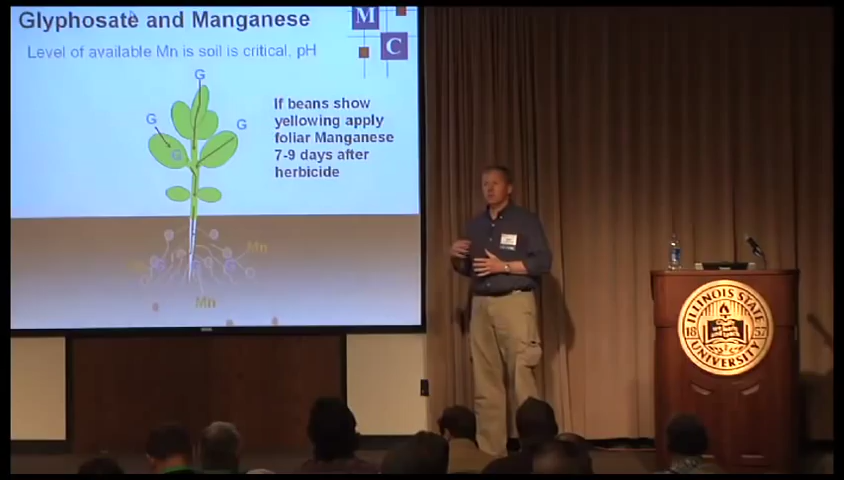 Glyphosate and Manganese
M
C
Level of available Mn is soil is critical, pH
G
G
G
G
If beans show
yellowing apply
foliar Manganese
7-9 days after
herbicide
Mn
Mn
ILLINOIS STATE
18 57
UNIVERSITY